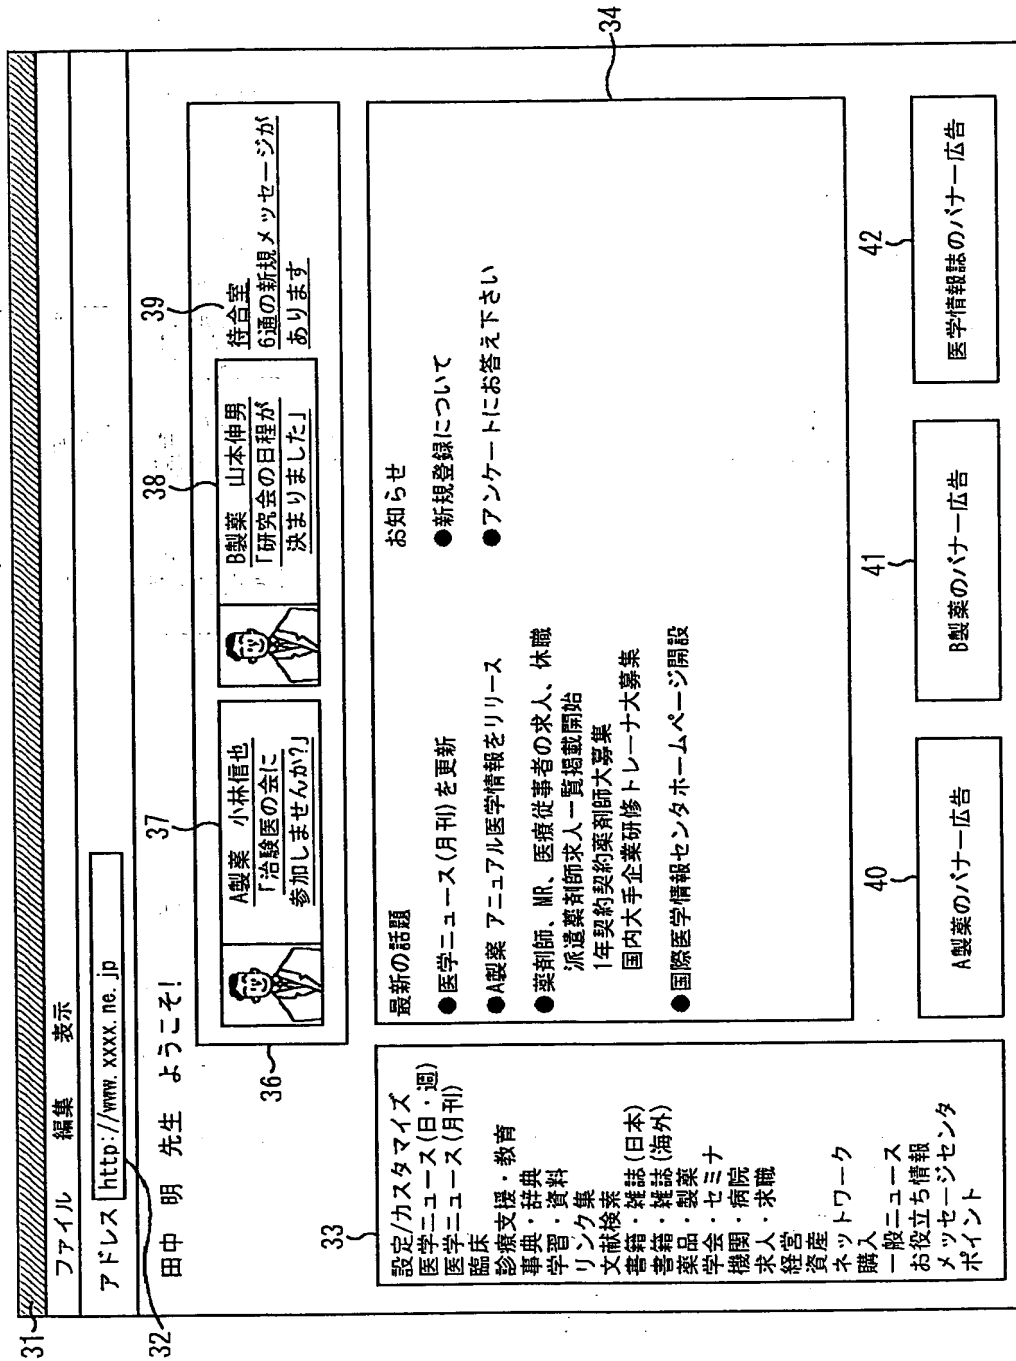 31
ファイル 編集 表示
アドレス http://www.xxxx.ne.jp
32
田中 明 先生 ようこそ!
36
37
A製薬 小林信也
「治験医の会に
参加しませんか?」
38
B製薬 山本伸男
「研究会の日程が
決まりました」
39
待合室
6通の新規メッセージが
あります
33
設定/カスタマイズ
医学ニュース(日・週)
医学ニュース(月刊)
臨床
診療支援・教育
事典・辞典
学習・資料
リンク集
文献検索
書籍・雑誌(日本)
書籍・雑誌(海外)
薬品・製薬
学会・セミナ
機関・病院
求人・求職
経営
資産
ネットワーク
購入
一般ニュース
お役立ち情報
メッセージセンタ
ポイント
34
最新の話題
●医学ニュース(月刊)を更新
●A製薬 アニュアル医学情報をリリース
●薬剤師、MR、医療従事者の求人、休職
派遣薬剤師求人一覧掲載開始
1年契約契約薬剤師大募集
国内大手企業研修トレーナ大募集
●国際医学情報センタホームページ開設
お知らせ
●新規登録について
●アンケートにお答え下さい
40
A製薬のバナー広告
41
B製薬のバナー広告
42
医学情報誌のバナー広告